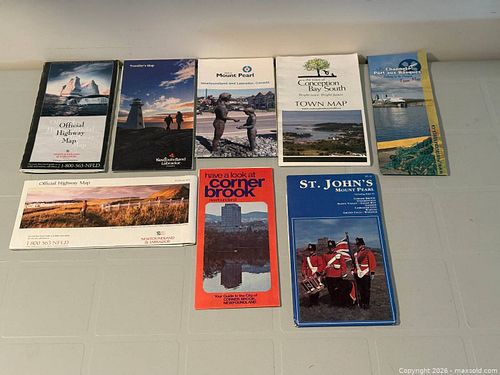 Official
Highway
Map
1-800-563-NFLD
Traveller's Map
Newfoundland
Labrador
Mount Pearl
Newfoundland and Labrador, Canada
CONCEPTION
BAY SOUTH
TOWN MAP
Channel
Port aux Basques
Official Highway Map
NEWFOUNDLAND
& LABRADOR
1 800 563-NFLD
have a look at
corner
brook
newfoundland
Your Guide to the City of
CORNER BROOK
NEWFOUNDLAND
ST. JOHN'S
MOUNT PEARL
Copyright 2026 - maxsold.com